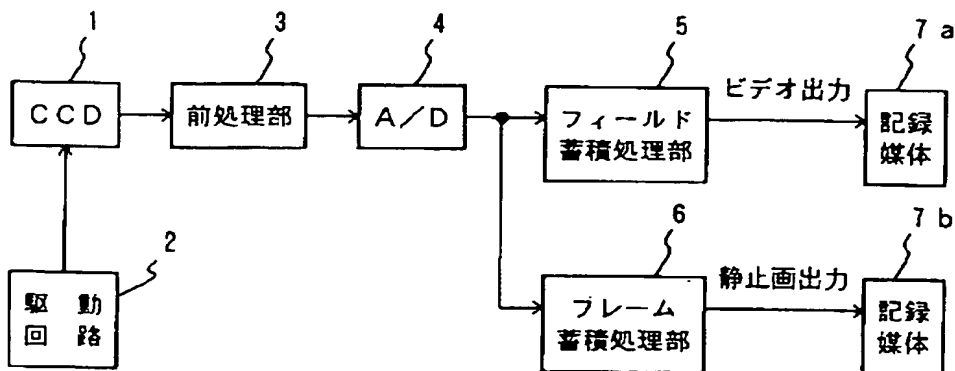 1
3
4
5
7 a
CCD
前処理部
A/D
フィールド
蓄積処理部
ビデオ出力
記録
媒体
2
駆 動
回 路
6
フレーム
蓄積処理部
静止画出力
7 b
記録
媒体